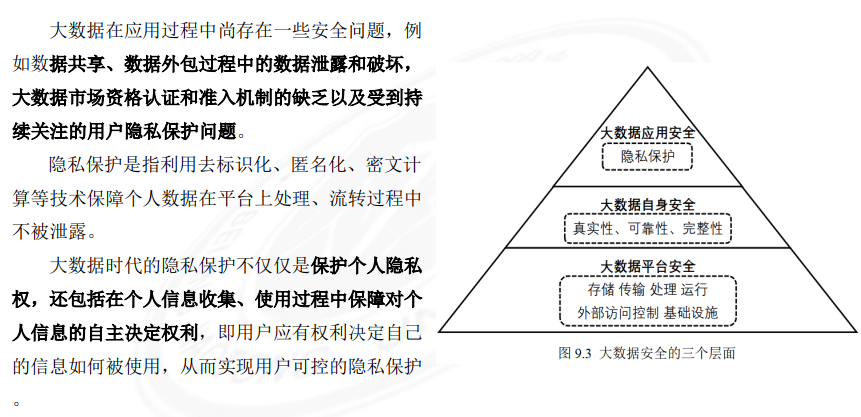 大数据在应用过程中尚存在一些安全问题，例
如数据共享、数据外包过程中的数据泄露和破坏，
大数据市场资格认证和准入机制的缺乏以及受到持
续关注的用户隐私保护问题。
隐私保护是指利用去标识化、匿名化、密文计
算等技术保障个人数据在平台上处理、流转过程中
不被泄露。
大数据时代的隐私保护不仅仅是保护个人隐私
权，还包括在个人信息收集、使用过程中保障对个
人信息的自主决定权利，即用户应有权利决定自己
的信息如何被使用，从而实现用户可控的隐私保护
。
大数据应用安全
隐私保护
大数据自身安全
真实性、可靠性、完整性
大数据平台安全
存储 传输 处理 运行
外部访问控制 基础设施
图 9.3 大数据安全的三个层面